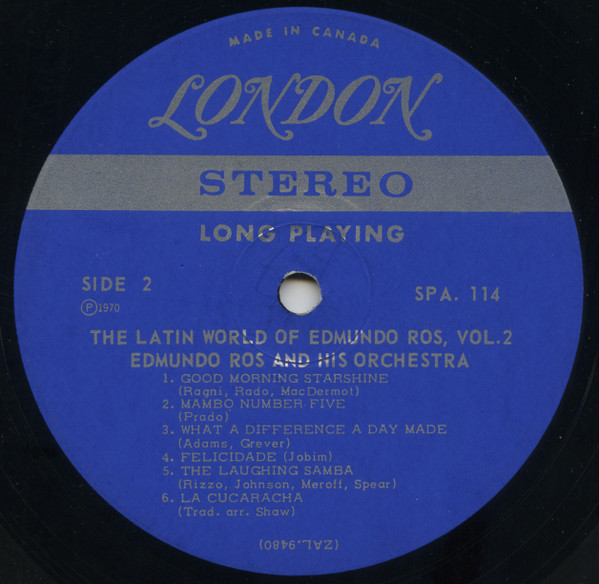 MADE IN CANADA
LONDON
STEREO
LONG PLAYING
SIDE 2
SPA. 114
Ⓟ1970
THE LATIN WORLD OF EDMUNDO ROS, VOL.2
EDMUNDO ROS AND HIS ORCHESTRA
1. GOOD MORNING STARSHINE
(Ragni, Rado, MacDermot)
2. MAMBO NUMBER FIVE
(Prado)
3. WHAT A DIFFERENCE A DAY MADE
(Adams, Grever)
4. FELICIDADE (Jobim)
5. THE LAUGHING SAMBA
(Rizzo, Johnson, Meroff, Spear)
6. LA CUCARACHA
(Trad. arr. Shaw)
(ZAL.9480)